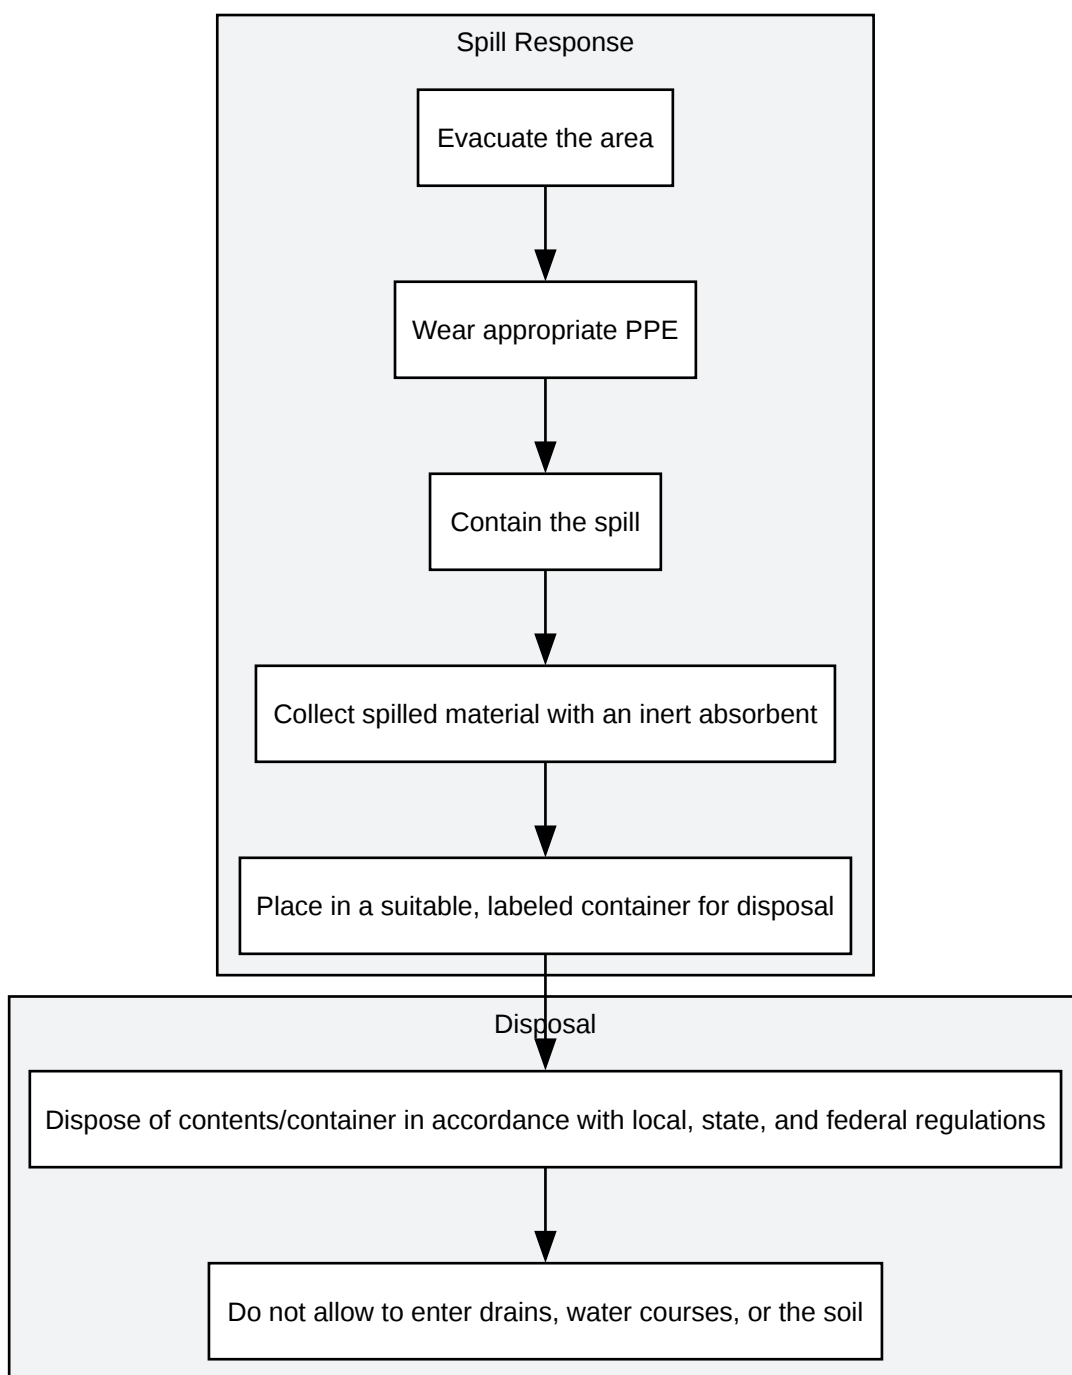 Spill Response
Evacuate the area
Wear appropriate PPE
Contain the spill
Collect spilled material with an inert absorbent
Place in a suitable, labeled container for disposal
Disposal
Dispose of contents/container in accordance with local, state, and federal regulations
Do not allow to enter drains, water courses, or the soil